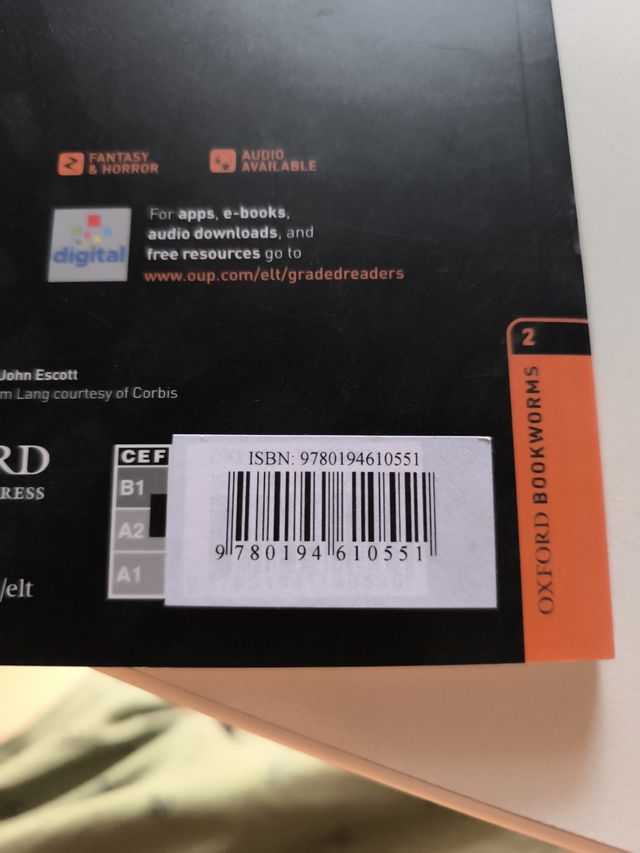 FANTASY
& HORROR
AUDIO
AVAILABLE
digital
For apps, e-books,
audio downloads, and
free resources go to
www.oup.com/elt/gradedreaders
John Escott
m Lang courtesy of Corbis
RD
RESS
/elt
CEF
B1
A2
A1
ISBN: 9780194610551
9 780194 610551
2
OXFORD BOOKWORMS